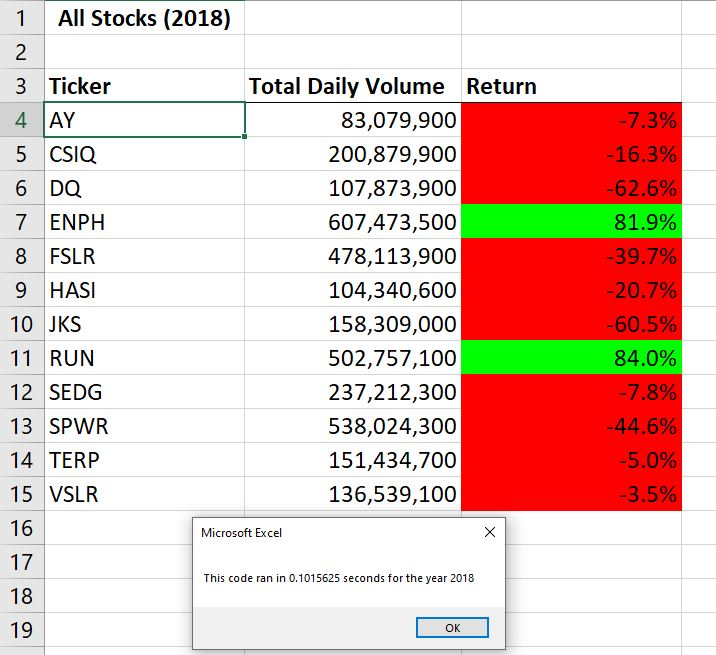 1 All Stocks (2018)
2
3 Ticker Total Daily Volume Return
4 AY 83,079,900 -7.3%
5 CSIQ 200,879,900 -16.3%
6 DQ 107,873,900 -62.6%
7 ENPH 607,473,500 81.9%
8 FSLR 478,113,900 -39.7%
9 HASI 104,340,600 -20.7%
10 JKS 158,309,000 -60.5%
11 RUN 502,757,100 84.0%
12 SEDG 237,212,300 -7.8%
13 SPWR 538,024,300 -44.6%
14 TERP 151,434,700 -5.0%
15 VSLR 136,539,100 -3.5%
16
17
18
19
Microsoft Excel
This code ran in 0.1015625 seconds for the year 2018
OK